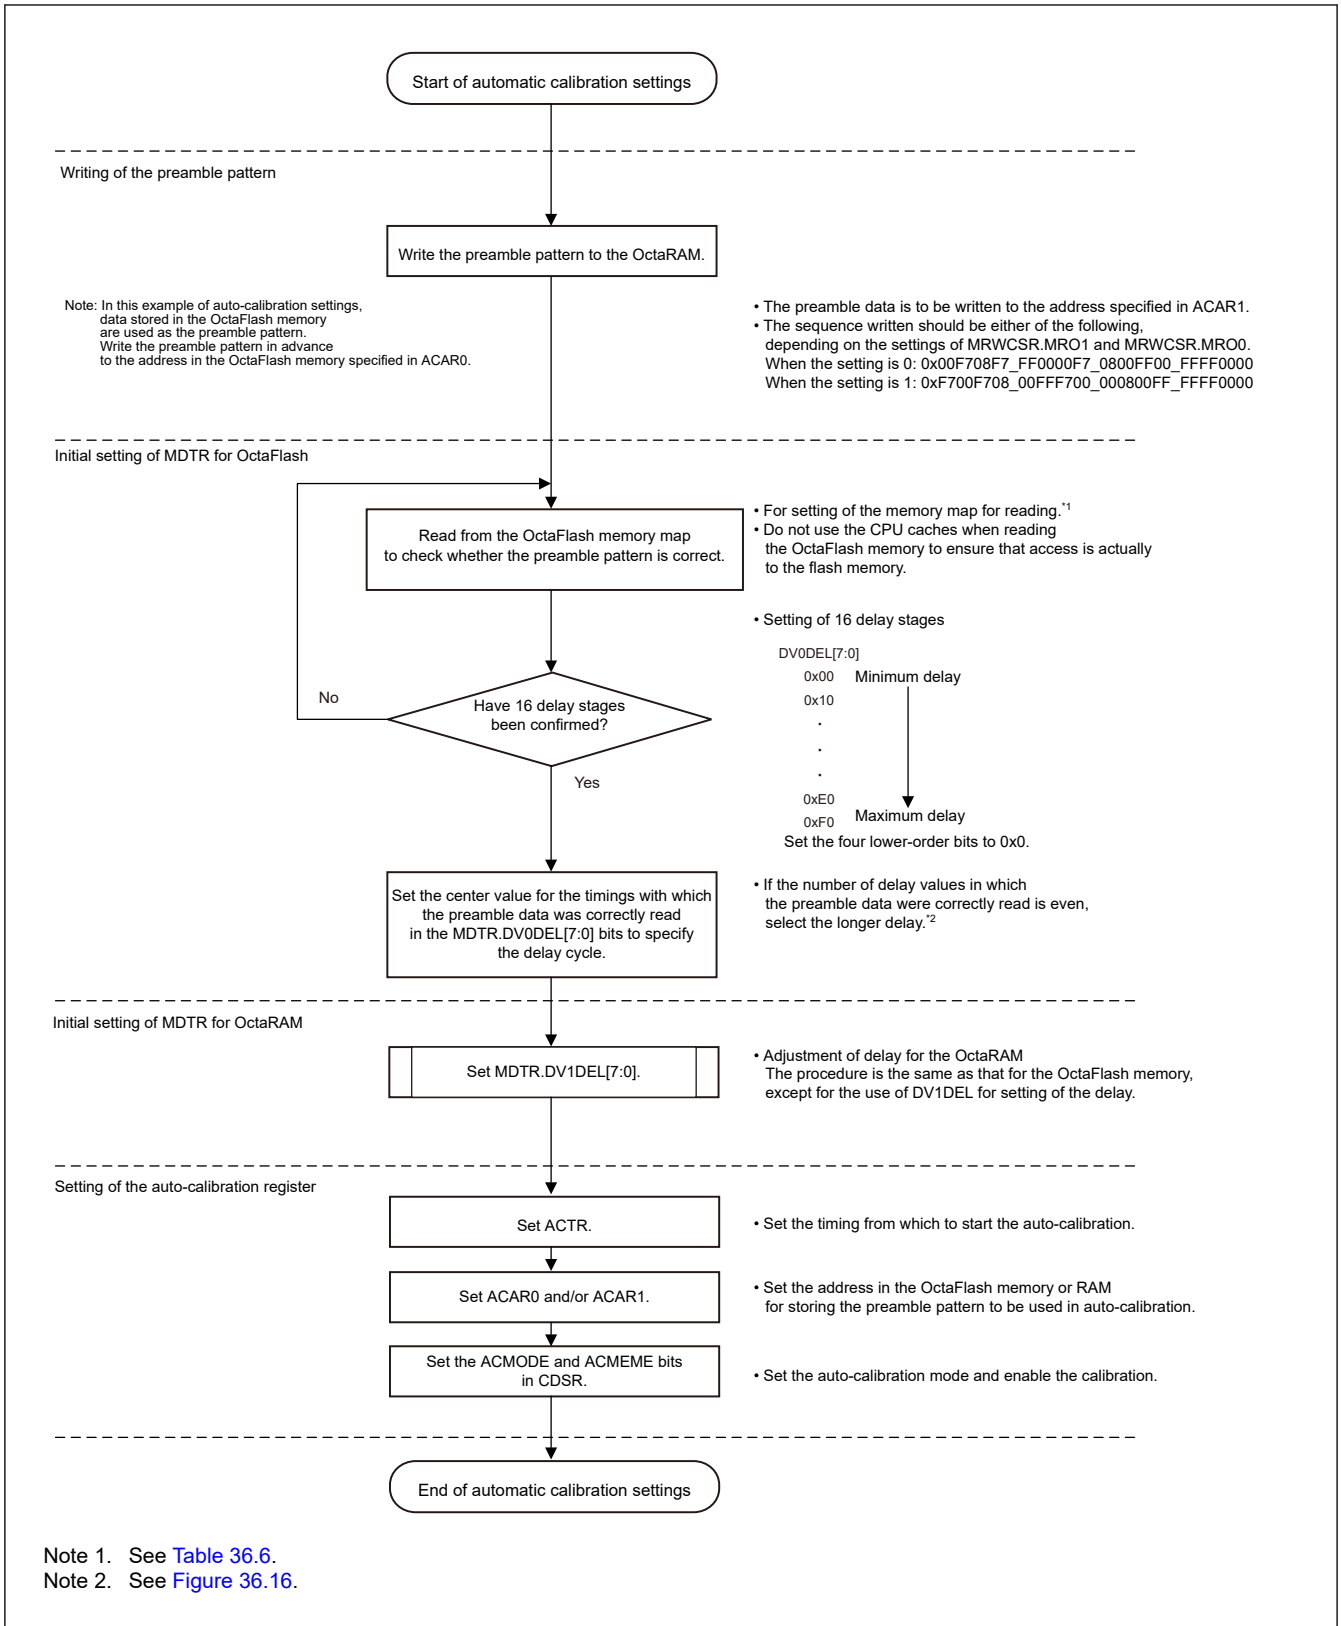 Start of automatic calibration settings
Writing of the preamble pattern
Write the preamble pattern to the OctaRAM.
Note: In this example of auto-calibration settings,
data stored in the OctaFlash memory
are used as the preamble pattern.
Write the preamble pattern in advance
to the address in the OctaFlash memory specified in ACAR0.
• The preamble data is to be written to the address specified in ACAR1.
• The sequence written should be either of the following,
depending on the settings of MRWCSR.MRO1 and MRWCSR.MRO0.
When the setting is 0: 0x00F708F7_FF0000F7_0800FF00_FFFF0000
When the setting is 1: 0xF700F708_00FFF700_000800FF_FFFF0000
Initial setting of MDTR for OctaFlash
Read from the OctaFlash memory map
to check whether the preamble pattern is correct.
• For setting of the memory map for reading.*1
• Do not use the CPU caches when reading
the OctaFlash memory to ensure that access is actually
to the flash memory.
• Setting of 16 delay stages
DV0DEL[7:0]
0x00 Minimum delay
0x10
.
.
.
0xE0
0xF0 Maximum delay
Set the four lower-order bits to 0x0.
No
Have 16 delay stages
been confirmed?
Yes
Set the center value for the timings with which
the preamble data was correctly read
in the MDTR.DV0DEL[7:0] bits to specify
the delay cycle.
• If the number of delay values in which
the preamble data were correctly read is even,
select the longer delay.*2
Initial setting of MDTR for OctaRAM
Set MDTR.DV1DEL[7:0].
• Adjustment of delay for the OctaRAM
The procedure is the same as that for the OctaFlash memory,
except for the use of DV1DEL for setting of the delay.
Setting of the auto-calibration register
Set ACTR.
• Set the timing from which to start the auto-calibration.
Set ACAR0 and/or ACAR1.
• Set the address in the OctaFlash memory or RAM
for storing the preamble pattern to be used in auto-calibration.
Set the ACMODE and ACMEME bits
in CDSR.
• Set the auto-calibration mode and enable the calibration.
End of automatic calibration settings
Note 1. See Table 36.6.
Note 2. See Figure 36.16.